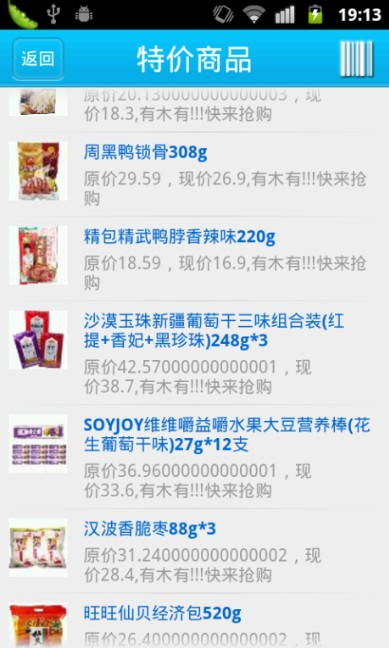 19:13
返回
特价商品
原价20.130000000000003，现
价18.3,有木有!!!快来抢购
周黑鸭锁骨308g
原价29.59，现价16.9,有木有!!!快来抢
购
精包精武鸭脖香辣味220g
原价18.59，现价16.9,有木有!!!快来抢
购
沙漠玉珠新疆葡萄干三味组合装(红
提+香妃+黑珍珠)248g*3
原价42.57000000000001，现
价38.7,有木有!!!快来抢购
SOYJOY维维嚼益嚼水果大豆营养棒(花
生葡萄干味)27g*12支
原价36.960000000000001，现
价33.6,有木有!!!快来抢购
汉波香脆枣88g*3
原价31.240000000000002，现
价28.4,有木有!!!快来抢购
旺旺仙贝经济包520g
原价26.400000000000002，现